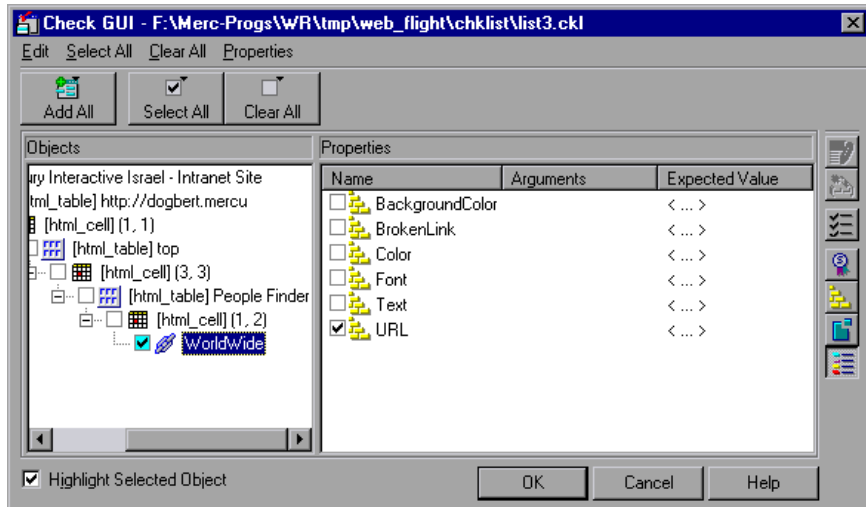 Check GUI - F:\Merc-Progs\WR\tmp\web_flight\chklist\list3.ckl
Edit Select All Clear All Properties
Add All Select All Clear All
Objects
ury Interactive Israel - Intranet Site
tml_table] http://dogbert.mercu
[html_cell] (1, 1)
[html_table] top
[html_cell] (3, 3)
[html_table] People Finder
[html_cell] (1, 2)
WorldWide
Properties
Name Arguments Expected Value
BackgroundColor < ... >
BrokenLink < ... >
Color < ... >
Font < ... >
Text < ... >
URL < ... >
Highlight Selected Object
OK Cancel Help